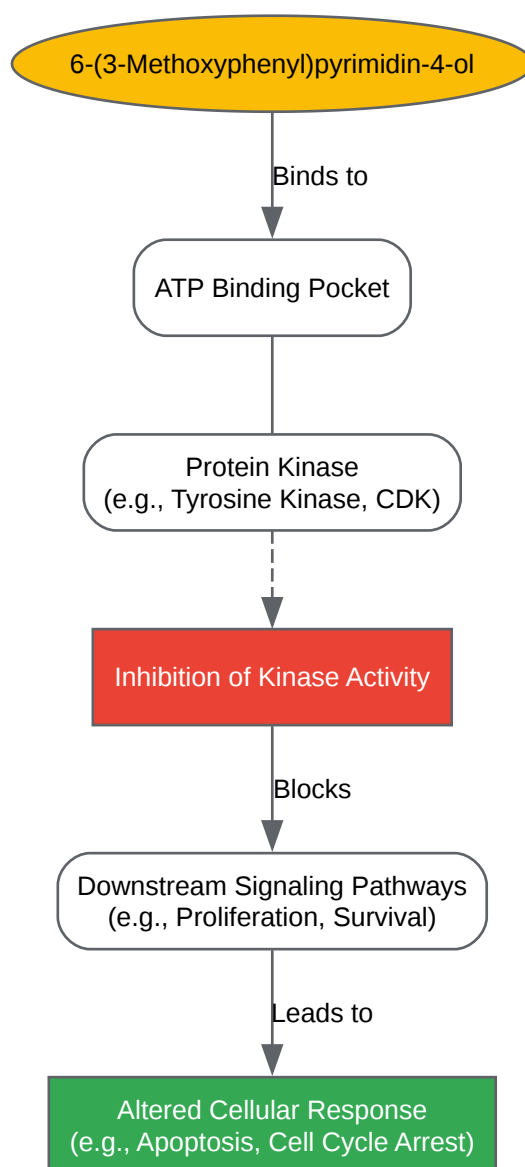 6-(3-Methoxyphenyl)pyrimidin-4-ol
Binds to
ATP Binding Pocket
Protein Kinase
(e.g., Tyrosine Kinase, CDK)
Inhibition of Kinase Activity
Blocks
Downstream Signaling Pathways
(e.g., Proliferation, Survival)
Leads to
Altered Cellular Response
(e.g., Apoptosis, Cell Cycle Arrest)